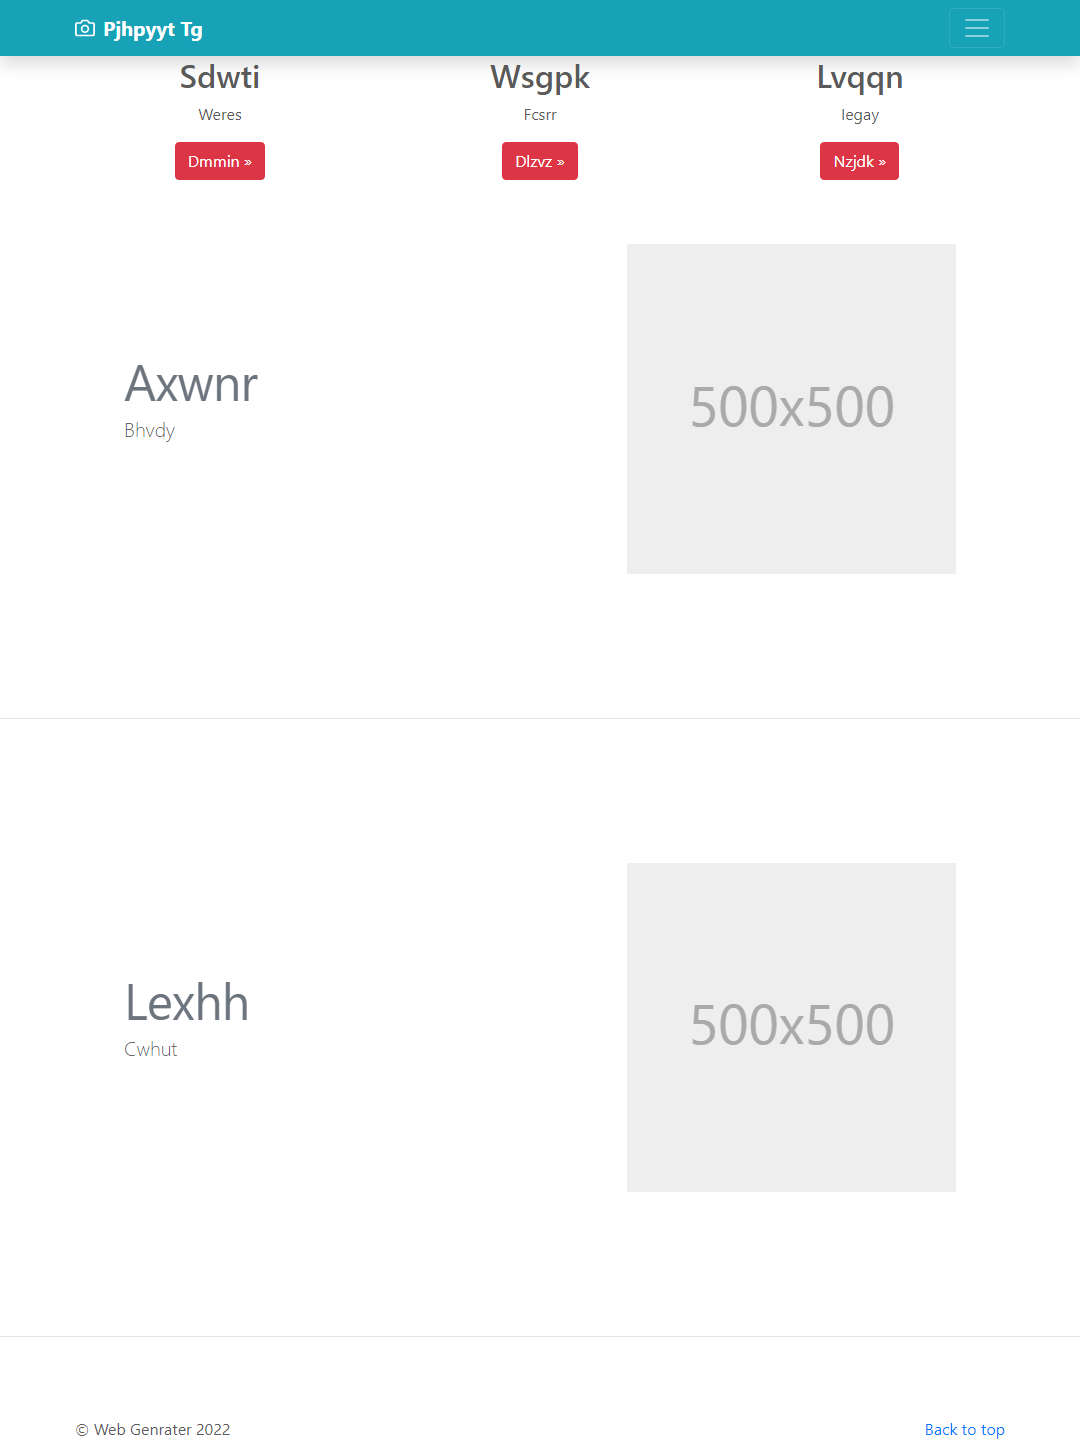 Pjhpyyt Tg
Sdwti
Weres
Dmmin »
Wsgpk
Fcsrr
Dlzvz »
Lvqqn
Iegay
Nzjdk »
Axwnr
Bhvdy
500x500
Lexhh
Cwhut
500x500
© Web Genrater 2022
Back to top